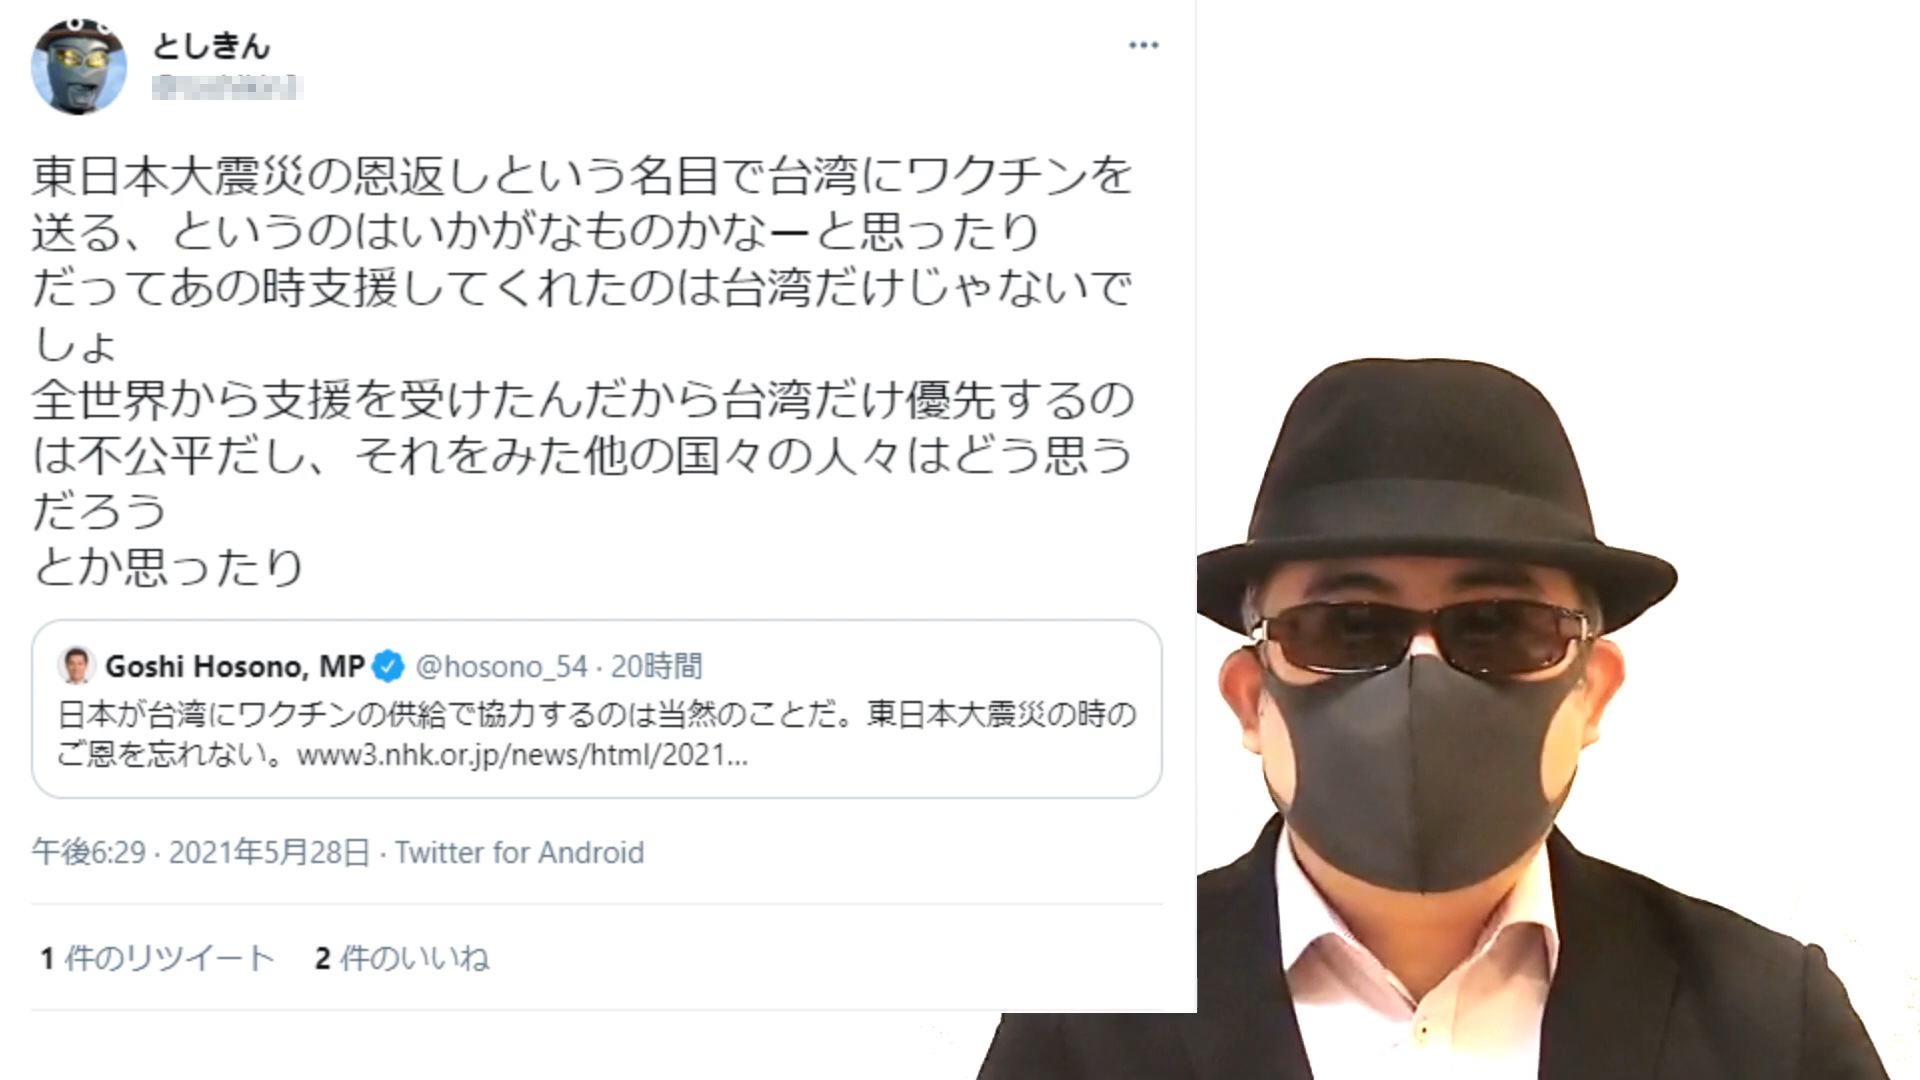 としきん
東日本大震災の恩返しという名目で台湾にワクチンを
送る、というのはいかがなものかなーと思ったり
だってあの時支援してくれたのは台湾だけじゃないで
しょ
全世界から支援を受けたんだから台湾だけ優先するの
は不公平だし、それをみた他の国々の人々はどう思う
だろう
とか思ったり
Goshi Hosono, MP @hosono_54 · 20時間
日本が台湾にワクチンの供給で協力するのは当然のことだ。東日本大震災の時の
ご恩を忘れない。www3.nhk.or.jp/news/html/2021...
午後6:29 · 2021年5月28日 · Twitter for Android
1 件のリツイート 2 件のいいね